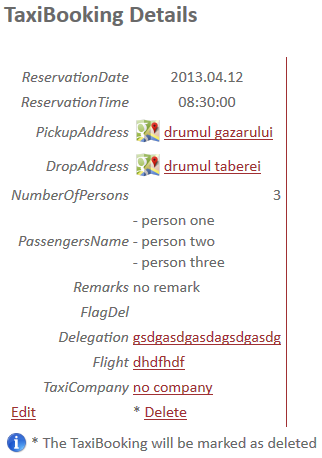 TaxiBooking Details
ReservationDate 2013.04.12
ReservationTime 08:30:00
PickupAddress drumul gazarului
DropAddress drumul taberei
NumberOfPersons 3
- person one
PassengersName - person two
- person three
Remarks no remark
FlagDel
Delegation gsdgasdgasdagsdgasdg
Flight dhdfhdf
TaxiCompany no company
Edit * Delete
* The TaxiBooking will be marked as deleted